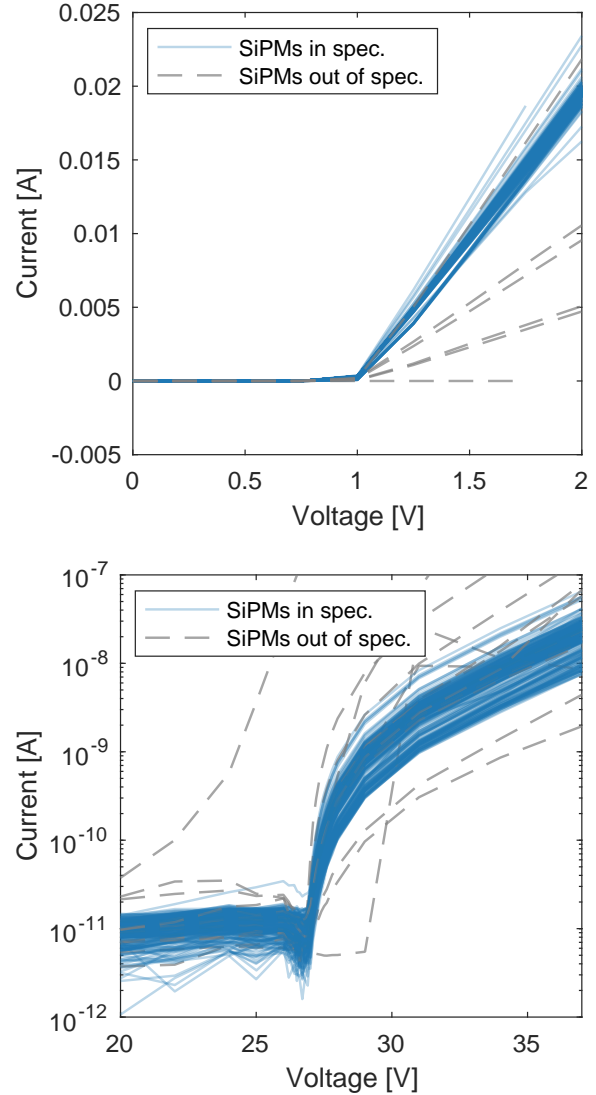 0.025
SiPMs in spec.
SiPMs out of spec.
0.02
0.015
0.01
0.005
0
-0.005
Current [A]
0 0.5 1 1.5 2
Voltage [V]
10^-7
SiPMs in spec.
SiPMs out of spec.
10^-8
10^-9
10^-10
10^-11
10^-12
Current [A]
20 25 30 35
Voltage [V]